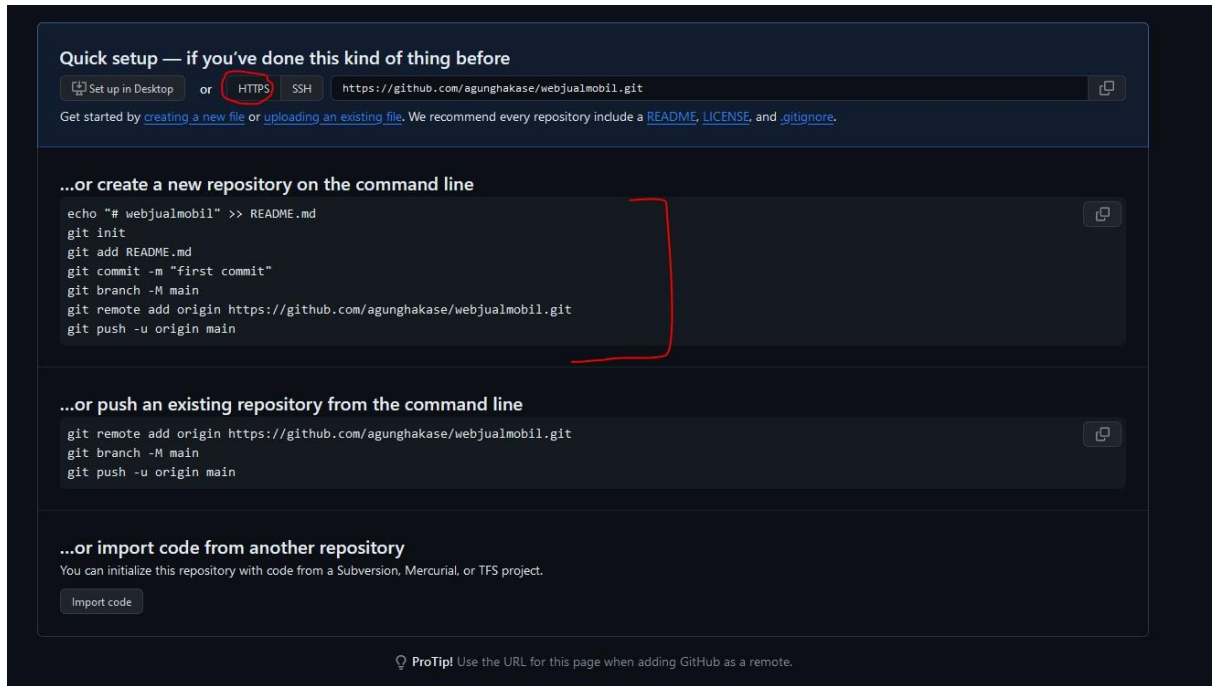 Quick setup — if you’ve done this kind of thing before
Set up in Desktop or HTTPS SSH https://github.com/agunghakase/webjualmobil.git
Get started by creating a new file or uploading an existing file. We recommend every repository include a README, LICENSE, and .gitignore.
...or create a new repository on the command line
echo "# webjualmobil" >> README.md
git init
git add README.md
git commit -m "first commit"
git branch -M main
git remote add origin https://github.com/agunghakase/webjualmobil.git
git push -u origin main
...or push an existing repository from the command line
git remote add origin https://github.com/agunghakase/webjualmobil.git
git branch -M main
git push -u origin main
...or import code from another repository
You can initialize this repository with code from a Subversion, Mercurial, or TFS project.
Import code
ProTip! Use the URL for this page when adding GitHub as a remote.